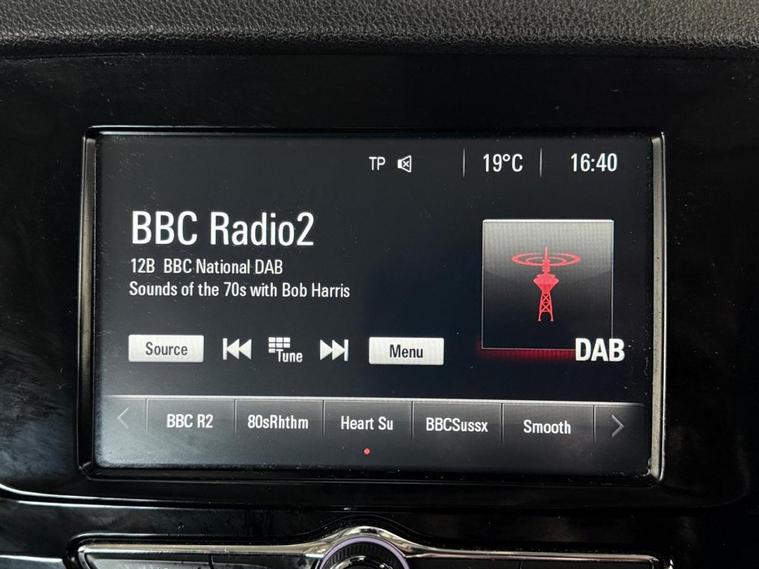 TP 19°C 16:40
BBC Radio2
12B BBC National DAB
Sounds of the 70s with Bob Harris
DAB
Source Tune Menu
BBC R2 80sRhthm Heart Su BBCSussx Smooth